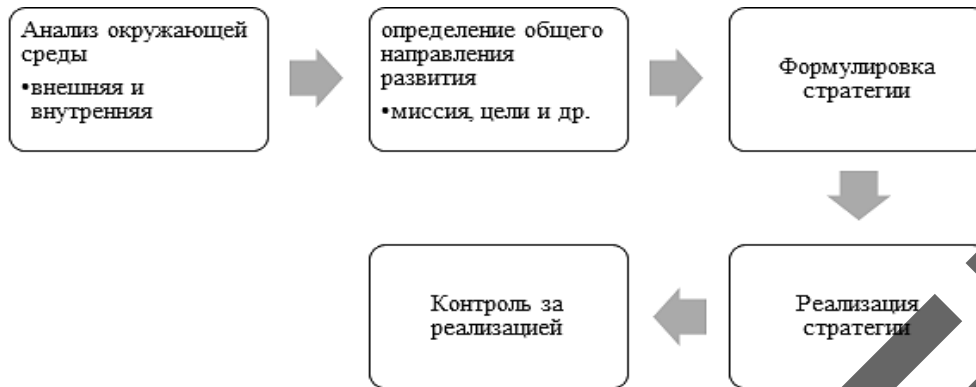 Анализ окружающей
среды
•внешняя и
внутренняя
определение общего
направления
развития
•миссия, цели и др.
Формулировка
стратегии
Реализация
стратегии
Контроль за
реализацией